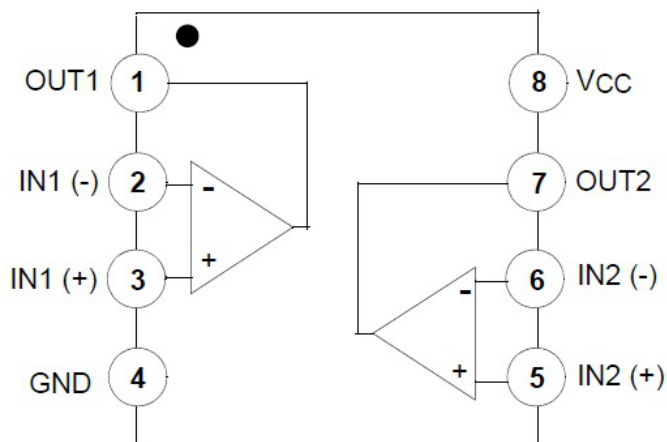 OUT1 1 8 VCC
IN1 (-) 2 - 7 OUT2
IN1 (+) 3 + - 6 IN2 (-)
GND 4 + 5 IN2 (+)